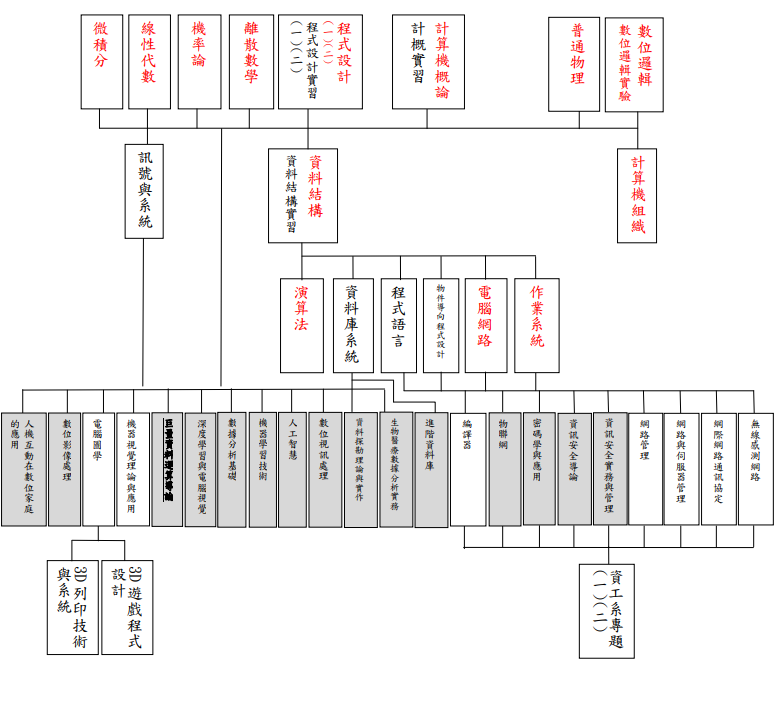 微積分
線性代數
機率論
離散數學
程式設計
(一)(二)
程式設計實習
(一)(二)
計算機概論
計概實習
普通物理
數位邏輯
數位邏輯實驗
訊號與系統
資料結構
資料結構實習
計算機組織
演算法
資料庫系統
程式語言
物件導向程式設計
電腦網路
作業系統
人機互動在數位家庭
的應用
數位影像處理
電腦圖學
機器視覺理論與應用
巨量資料運算導論
深度學習與電腦視覺
數據分析基礎
機器學習技術
人工智慧
數位視訊處理
資料探勘理論與實作
生物醫療數據分析實務
進階資料庫
編譯器
物聯網
密碼學與應用
資訊安全導論
資訊安全實務與管理
網路管理
網路與伺服器管理
網際網路通訊協定
無線感測網路
3D列印技術
與系統
3D遊戲程式
設計
資工系專題
(一)(二)